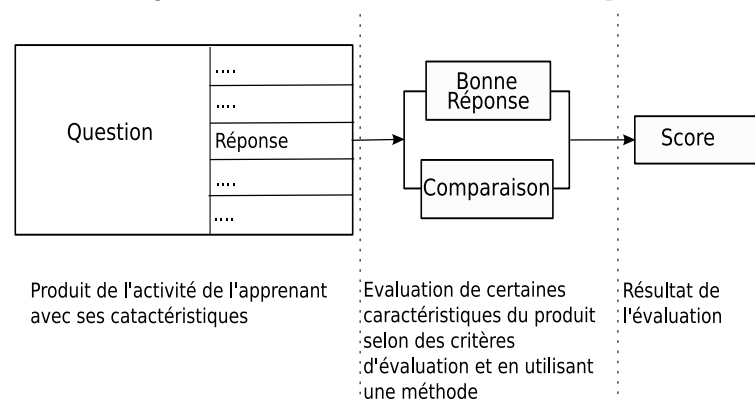 Question
....
....
Réponse
....
....
Bonne
Réponse
Comparaison
Score
Produit de l'activité de l'apprenant
avec ses catactéristiques
Evaluation de certaines
caractéristiques du produit
selon des critères
d'évaluation et en utilisant
une méthode
Résultat de
l'évaluation